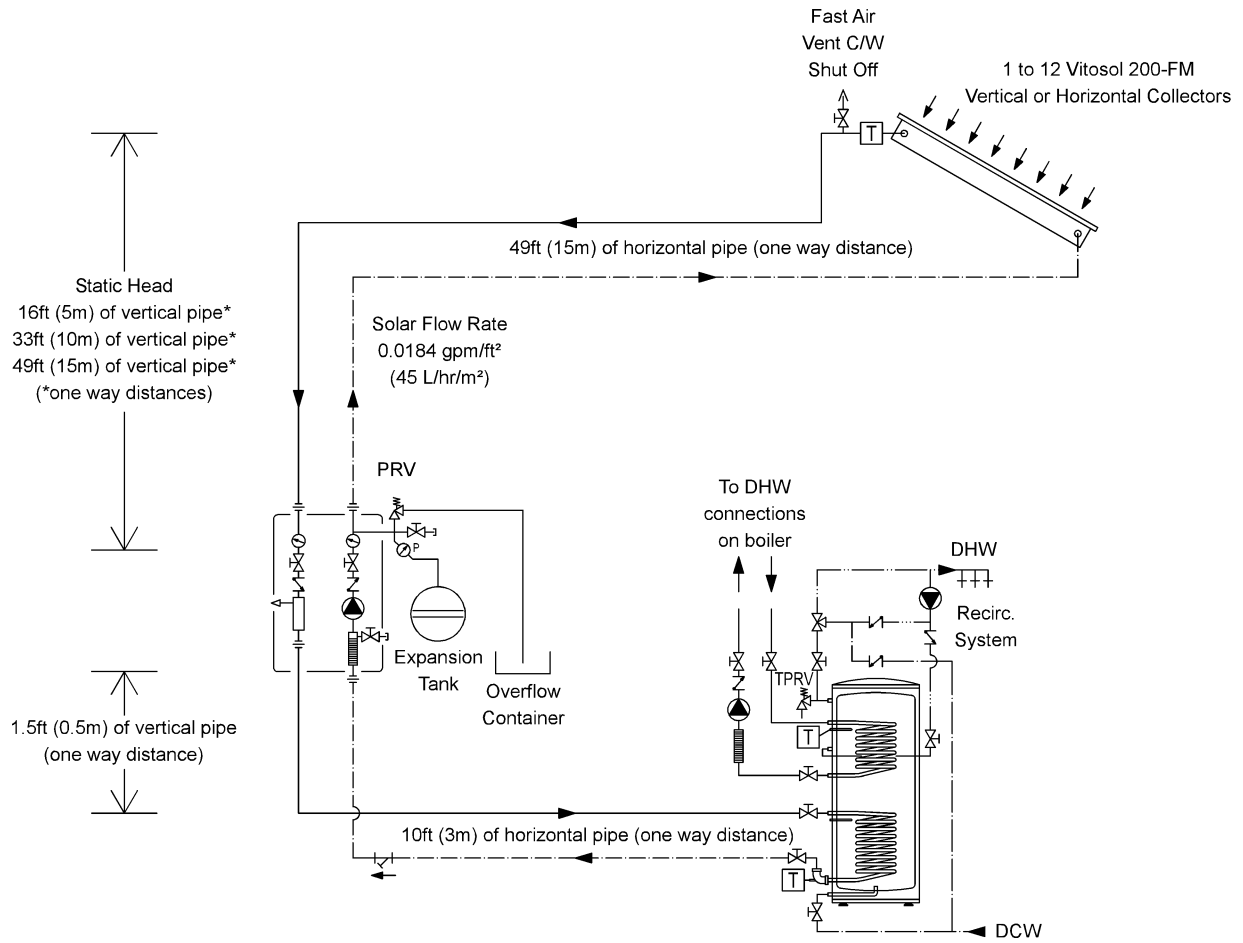 Fast Air
Vent C/W
Shut Off
1 to 12 Vitosol 200-FM
Vertical or Horizontal Collectors
T
49ft (15m) of horizontal pipe (one way distance)
Static Head
16ft (5m) of vertical pipe*
33ft (10m) of vertical pipe*
49ft (15m) of vertical pipe*
(*one way distances)
Solar Flow Rate
0.0184 gpm/ft²
(45 L/hr/m²)
PRV
P
Expansion
Tank
Overflow
Container
To DHW
connections
on boiler
DHW
Recirc.
System
TPRV
T
1.5ft (0.5m) of vertical pipe
(one way distance)
10ft (3m) of horizontal pipe (one way distance)
T
DCW